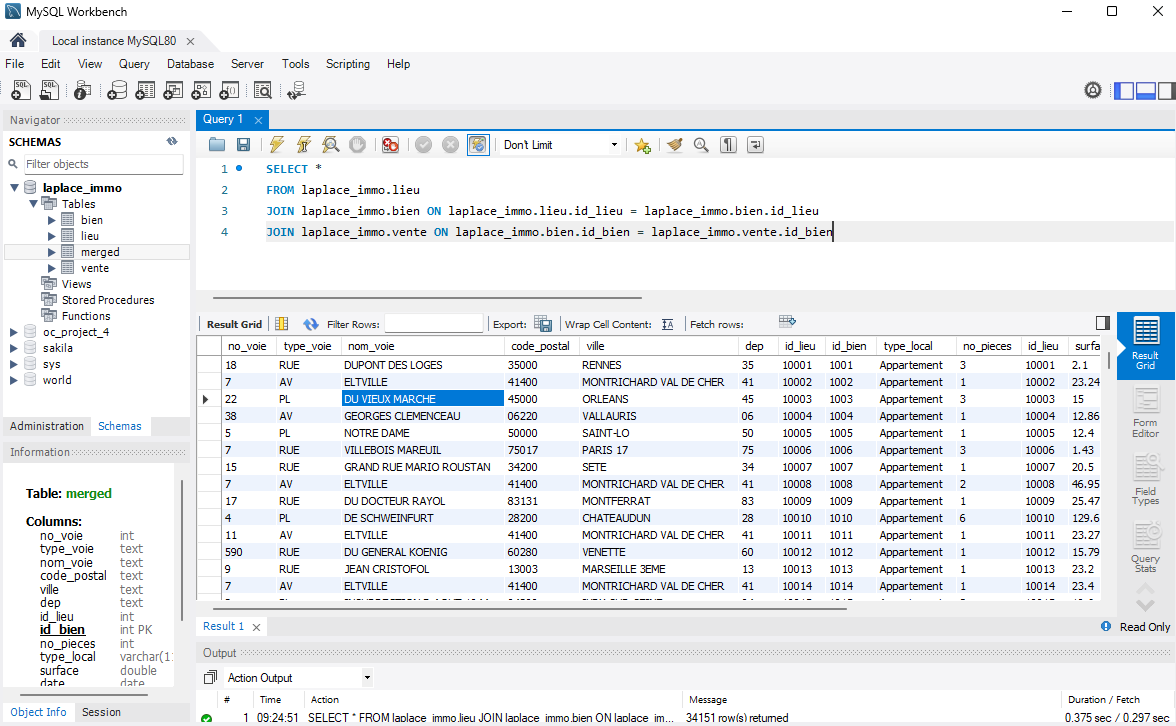 MySQL Workbench
Local instance MySQL80
File Edit View Query Database Server Tools Scripting Help
Navigator
SCHEMAS
Filter objects
laplace_immo
Tables
bien
lieu
merged
vente
Views
Stored Procedures
Functions
oc_project_4
sakila
sys
world
Administration Schemas
Information
Table: merged
Columns:
no_voie int
type_voie text
nom_voie text
code_postal text
ville text
dep text
id_lieu int
id_bien int PK
no_pieces int
type_local varchar(1
surface double
date date
Object Info Session
Query 1
Don't Limit
1 SELECT *
2 FROM laplace_immo.lieu
3 JOIN laplace_immo.bien ON laplace_immo.lieu.id_lieu = laplace_immo.bien.id_lieu
4 JOIN laplace_immo.vente ON laplace_immo.bien.id_bien = laplace_immo.vente.id_bien
Result Grid Filter Rows: Export: Wrap Cell Content: Fetch rows:
no_voie type_voie nom_voie code_postal ville dep id_lieu id_bien type_local no_pieces id_lieu surfa
18 RUE DUPONT DES LOGES 35000 RENNES 35 10001 1001 Appartement 3 10001 2.1
7 AV ELTVILLE 41400 MONTRICHARD VAL DE CHER 41 10002 1002 Appartement 1 10002 23.24
22 PL DU VIEUX MARCHE 45000 ORLEANS 45 10003 1003 Appartement 3 10003 15
38 AV GEORGES CLEMENCEAU 06220 VALLAURIS 06 10004 1004 Appartement 1 10004 12.86
5 PL NOTRE DAME 50000 SAINT-LO 50 10005 1005 Appartement 1 10005 12.4
7 RUE VILLEBOIS MAREUIL 75017 PARIS 17 75 10006 1006 Appartement 3 10006 1.43
15 RUE GRAND RUE MARIO ROUSTAN 34200 SETE 34 10007 1007 Appartement 1 10007 20.5
7 AV ELTVILLE 41400 MONTRICHARD VAL DE CHER 41 10008 1008 Appartement 2 10008 46.95
17 RUE DU DOCTEUR RAYOL 83131 MONTFERRAT 83 10009 1009 Appartement 1 10009 25.47
4 PL DE SCHWEINFURT 28200 CHATEAUDUN 28 10010 1010 Appartement 6 10010 129.6
11 AV ELTVILLE 41400 MONTRICHARD VAL DE CHER 41 10011 1011 Appartement 1 10011 23.27
590 RUE DU GENERAL KOENIG 60280 VENETTE 60 10012 1012 Appartement 1 10012 15.79
9 RUE JEAN CRISTOFOL 13003 MARSEILLE 3EME 13 10013 1013 Appartement 1 10013 23.2
7 AV ELTVILLE 41400 MONTRICHARD VAL DE CHER 41 10014 1014 Appartement 1 10014 23.4
Result Grid
Form Editor
Field Types
Query Stats
Result 1
Read Only
Output
Action Output
# Time Action Message Duration / Fetch
1 09:24:51 SELECT * FROM laplace_immo.lieu JOIN laplace_immo.bien ON laplace_im... 34151 row(s) returned 0.375 sec / 0.297 sec